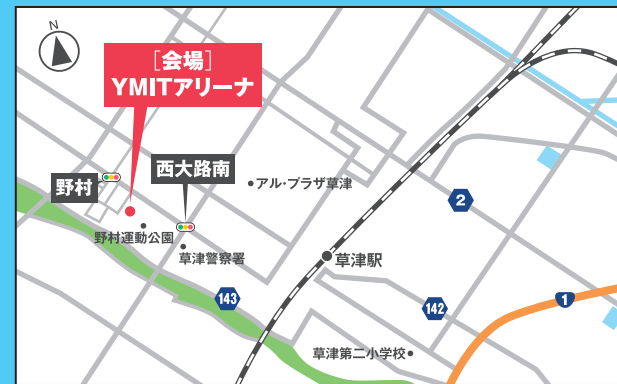 N
[会場]
YMITアリーナ
野村
西大路南
アル・プラザ草津
2
野村運動公園
草津警察署
草津駅
143
142
1
草津第二小学校